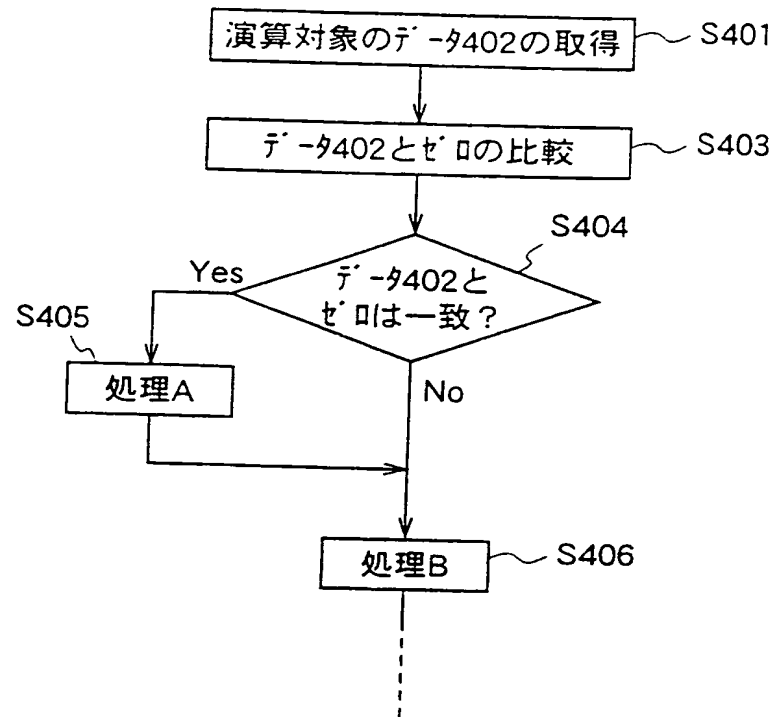 演算対象のﾃﾞｰﾀ402の取得
S401
ﾃﾞｰﾀ402とｾﾞﾛの比較
S403
S404
ﾃﾞｰﾀ402と
ｾﾞﾛは一致？
Yes
S405
処理A
No
処理B
S406